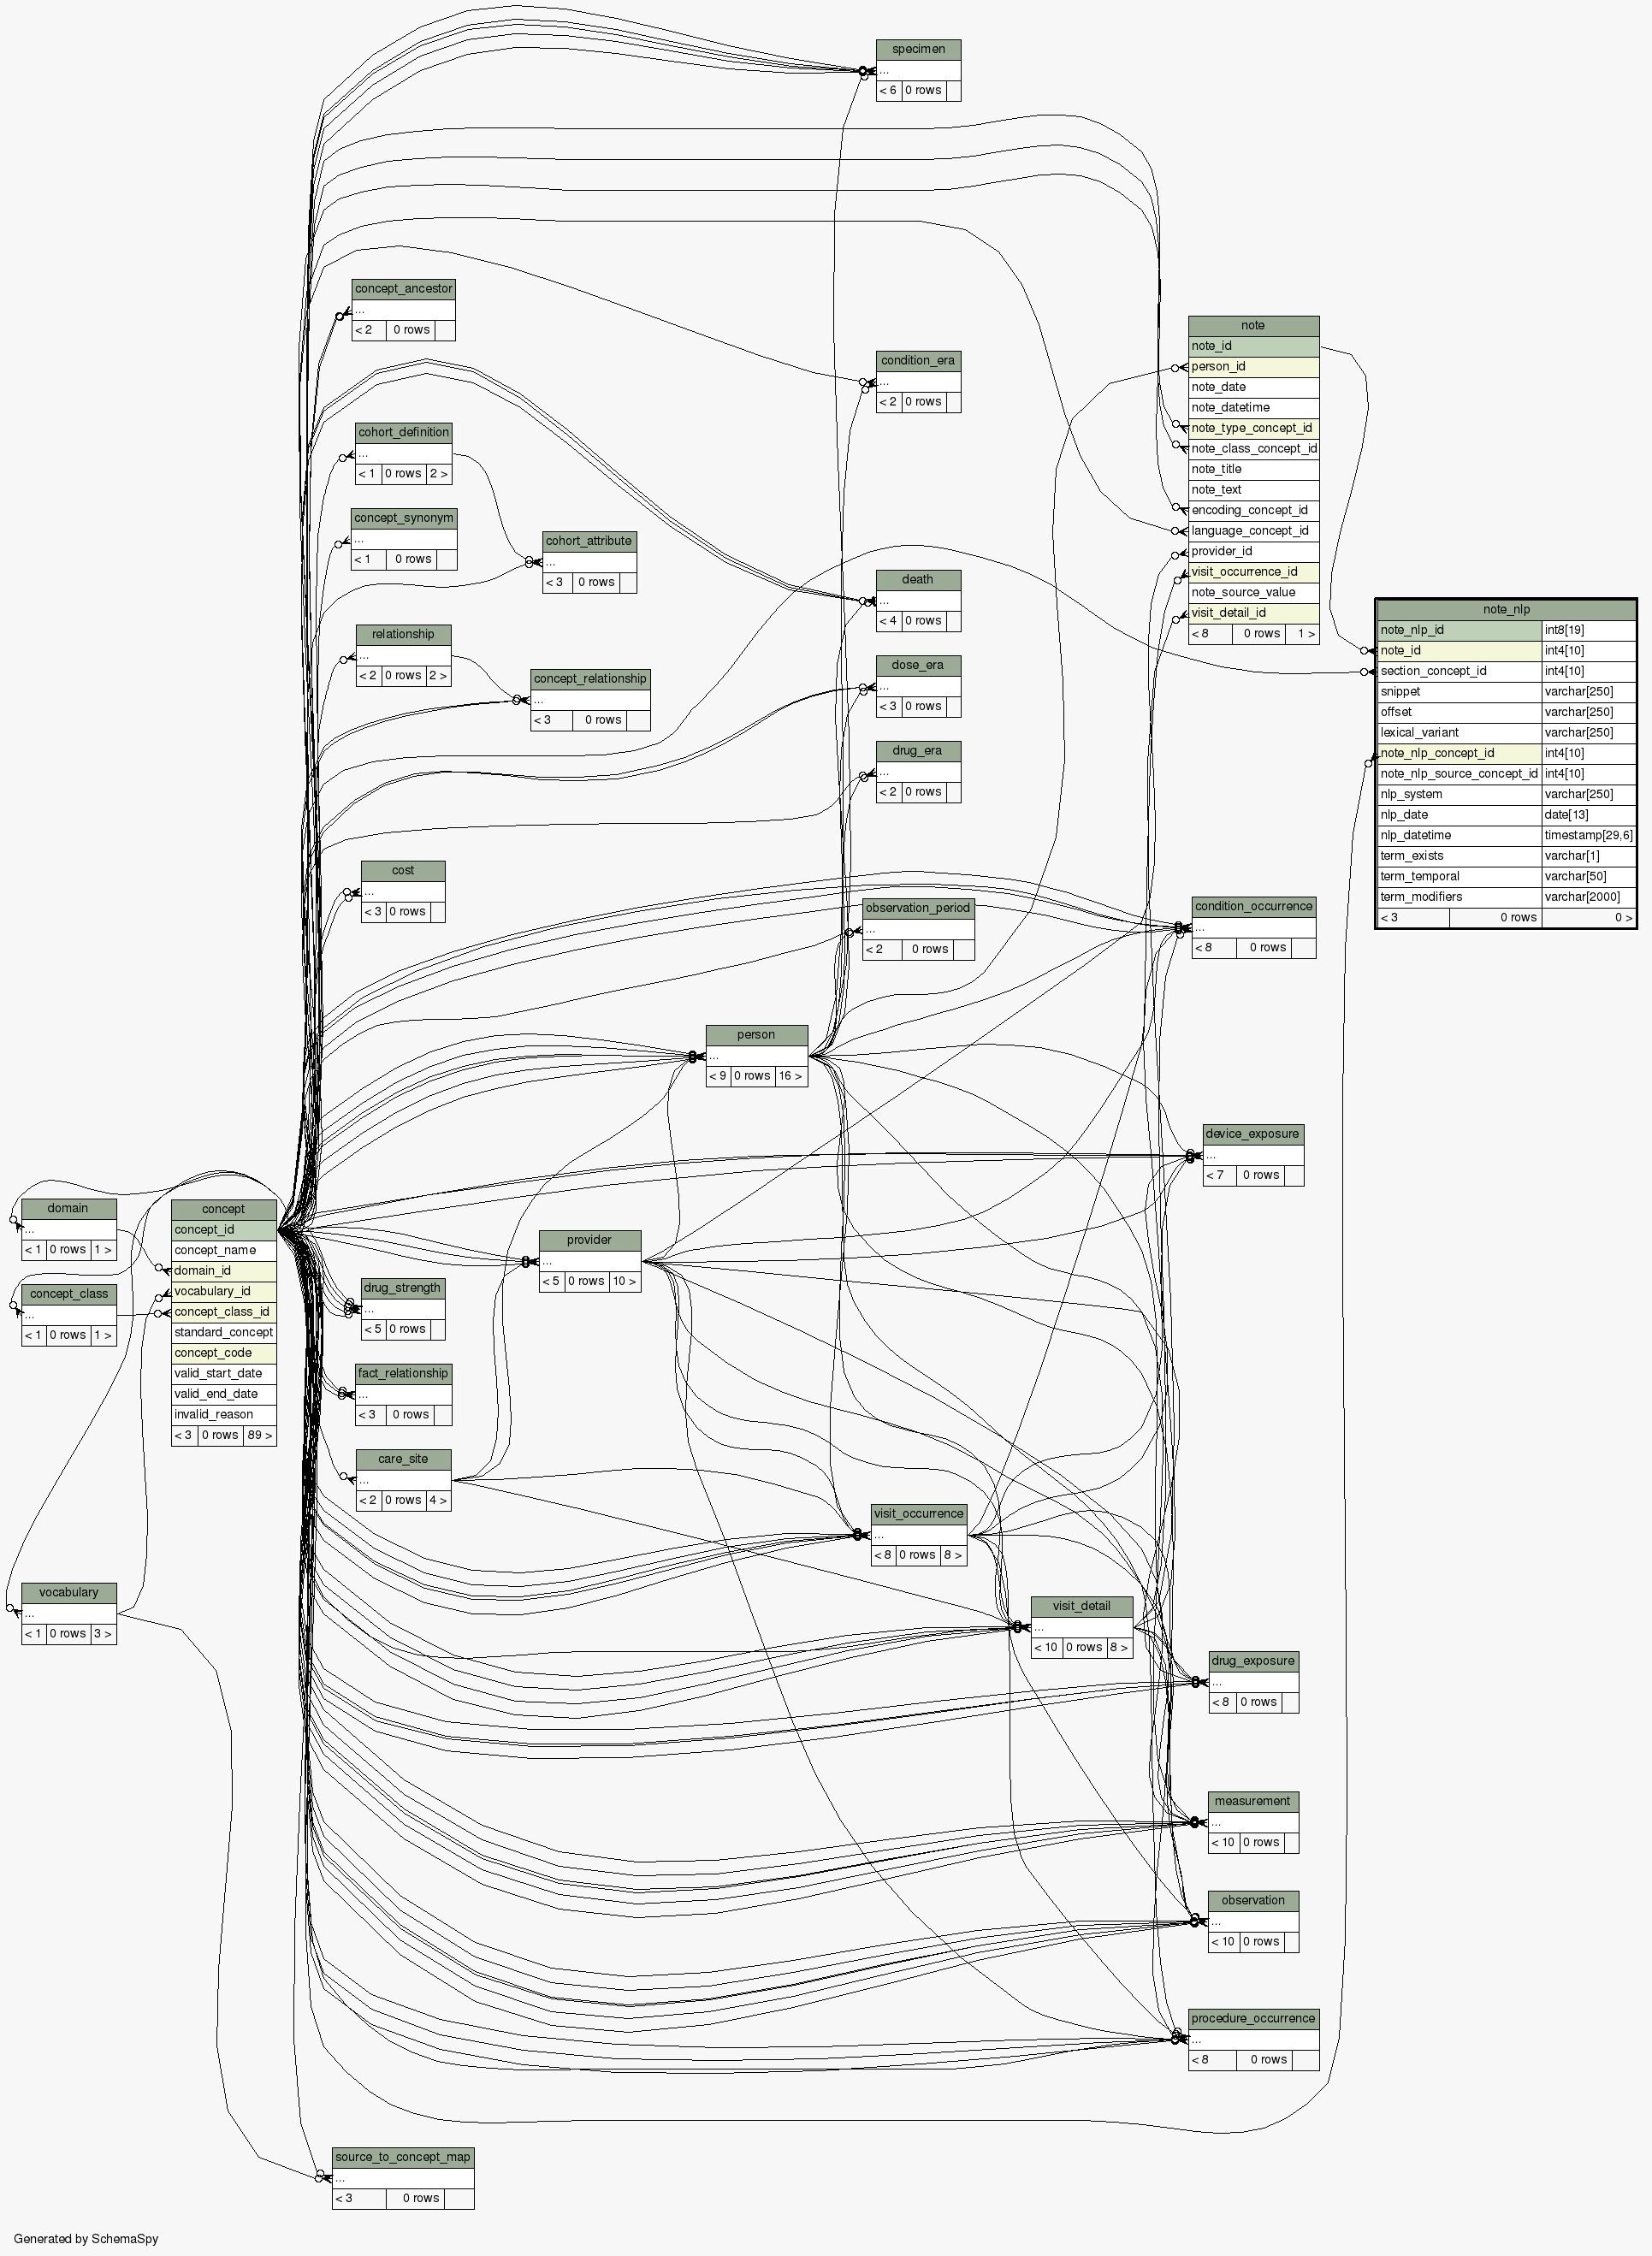 specimen
...
< 6 0 rows
concept_ancestor
...
< 2 0 rows
note
note_id
person_id
note_date
note_datetime
note_type_concept_id
note_class_concept_id
note_title
note_text
encoding_concept_id
language_concept_id
provider_id
visit_occurrence_id
note_source_value
visit_detail_id
< 8 0 rows 1 >
condition_era
...
< 2 0 rows
cohort_definition
...
< 1 0 rows 2 >
concept_synonym
...
< 1 0 rows
cohort_attribute
...
< 3 0 rows
death
...
< 4 0 rows
note_nlp
note_nlp_id int8[19]
note_id int4[10]
section_concept_id int4[10]
snippet varchar[250]
offset varchar[250]
lexical_variant varchar[250]
note_nlp_concept_id int4[10]
note_nlp_source_concept_id int4[10]
nlp_system varchar[250]
nlp_date date[13]
nlp_datetime timestamp[29,6]
term_exists varchar[1]
term_temporal varchar[50]
term_modifiers varchar[2000]
< 3 0 rows 0 >
relationship
...
< 2 0 rows 2 >
concept_relationship
...
< 3 0 rows
dose_era
...
< 3 0 rows
drug_era
...
< 2 0 rows
cost
...
< 3 0 rows
observation_period
...
< 2 0 rows
condition_occurrence
...
< 8 0 rows
person
...
< 9 0 rows 16 >
device_exposure
...
< 7 0 rows
domain
...
< 1 0 rows 1 >
concept
concept_id
concept_name
domain_id
vocabulary_id
concept_class_id
standard_concept
concept_code
valid_start_date
valid_end_date
invalid_reason
< 3 0 rows 89 >
provider
...
< 5 0 rows 10 >
concept_class
...
< 1 0 rows 1 >
drug_strength
...
< 5 0 rows
fact_relationship
...
< 3 0 rows
care_site
...
< 2 0 rows 4 >
visit_occurrence
...
< 8 0 rows 8 >
vocabulary
...
< 1 0 rows 3 >
visit_detail
...
< 10 0 rows 8 >
drug_exposure
...
< 8 0 rows
measurement
...
< 10 0 rows
observation
...
< 10 0 rows
procedure_occurrence
...
< 8 0 rows
source_to_concept_map
...
< 3 0 rows
Generated by SchemaSpy